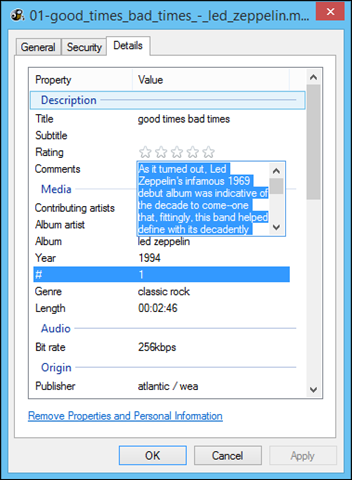 01-good_times_bad_times_-_led_zeppelin.m...
General Security Details
Property Value
Description
Title good times bad times
Subtitle
Rating
Comments As it turned out, Led
Zeppelin's infamous 1969
debut album was indicative of
the decade to come--one
that, fittingly, this band helped
define with its decadently
Media
Contributing artists
Album artist
Album led zeppelin
Year 1994
# 1
Genre classic rock
Length 00:02:46
Audio
Bit rate 256kbps
Origin
Publisher atlantic / wea
Remove Properties and Personal Information
OK Cancel Apply